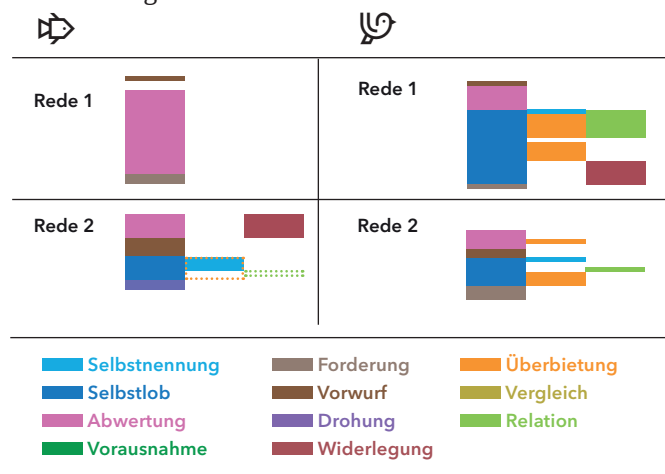 Rede 1
Rede 1
Rede 2
Rede 2
Selbstnennung Forderung Überbietung
Selbstlob Vorwurf Vergleich
Abwertung Drohung Relation
Vorausnahme Widerlegung